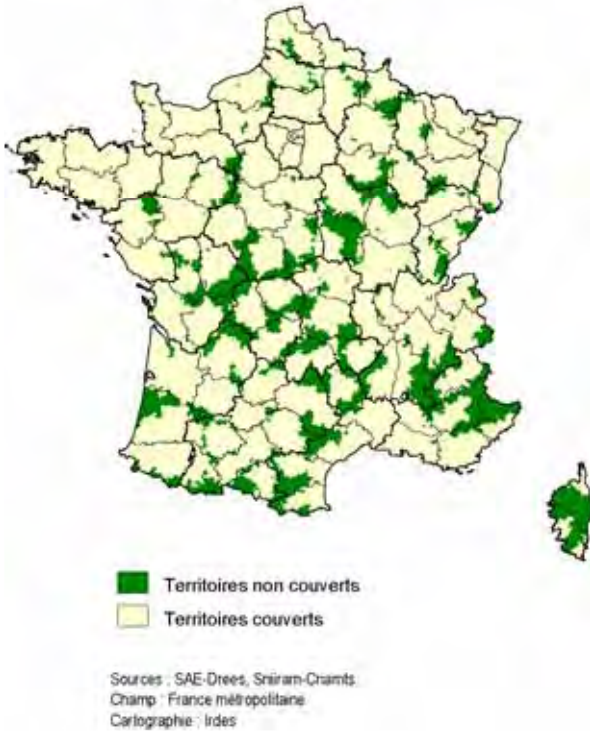 Territoires non couverts
Territoires couverts
Sources : SAE-Drees, Sniiram-Cnamts
Champ : France métropolitaine
Cartographie : Irdes